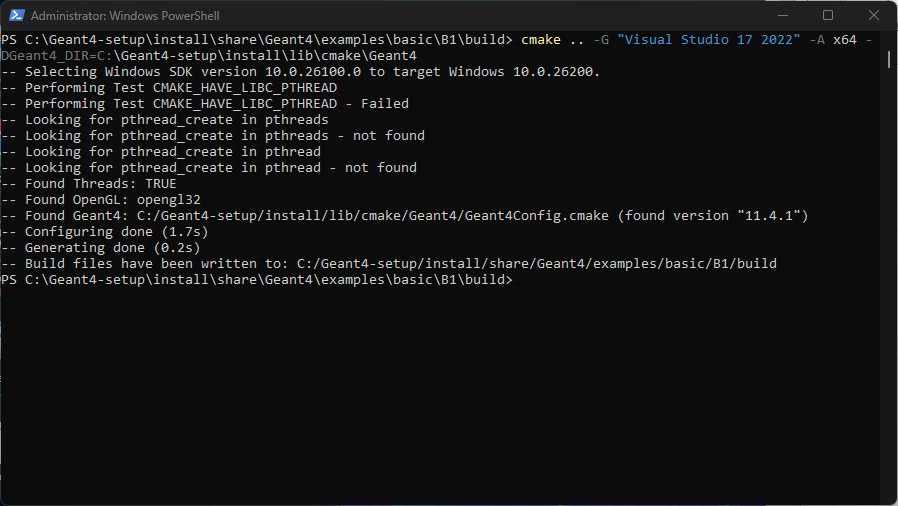 Administrator: Windows PowerShell
PS C:\Geant4-setup\install\share\Geant4\examples\basic\B1\build> cmake .. -G "Visual Studio 17 2022" -A x64 -
DGeant4_DIR=C:\Geant4-setup\install\lib\cmake\Geant4
-- Selecting Windows SDK version 10.0.26100.0 to target Windows 10.0.26200.
-- Performing Test CMAKE_HAVE_LIBC_PTHREAD
-- Performing Test CMAKE_HAVE_LIBC_PTHREAD - Failed
-- Looking for pthread_create in pthreads
-- Looking for pthread_create in pthreads - not found
-- Looking for pthread_create in pthread
-- Looking for pthread_create in pthread - not found
-- Found Threads: TRUE
-- Found OpenGL: opengl32
-- Found Geant4: C:/Geant4-setup/install/lib/cmake/Geant4/Geant4Config.cmake (found version "11.4.1")
-- Configuring done (1.7s)
-- Generating done (0.2s)
-- Build files have been written to: C:/Geant4-setup/install/share/Geant4/examples/basic/B1/build
PS C:\Geant4-setup\install\share\Geant4\examples\basic\B1\build>